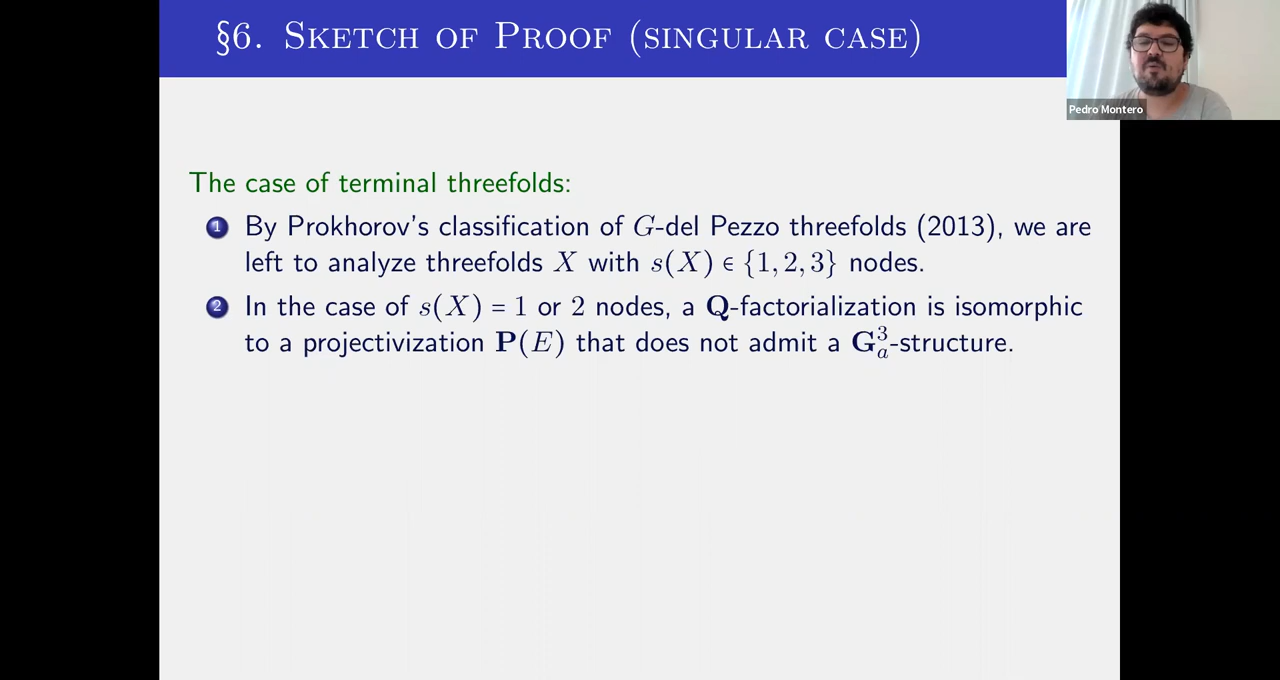 §6. Sketch of Proof (singular case)
Pedro Montero
The case of terminal threefolds:
1 By Prokhorov's classification of G-del Pezzo threefolds (2013), we are
left to analyze threefolds X with s(X) ∈ {1, 2, 3} nodes.
2 In the case of s(X) = 1 or 2 nodes, a Q-factorialization is isomorphic
to a projectivization P(E) that does not admit a G³ₐ-structure.